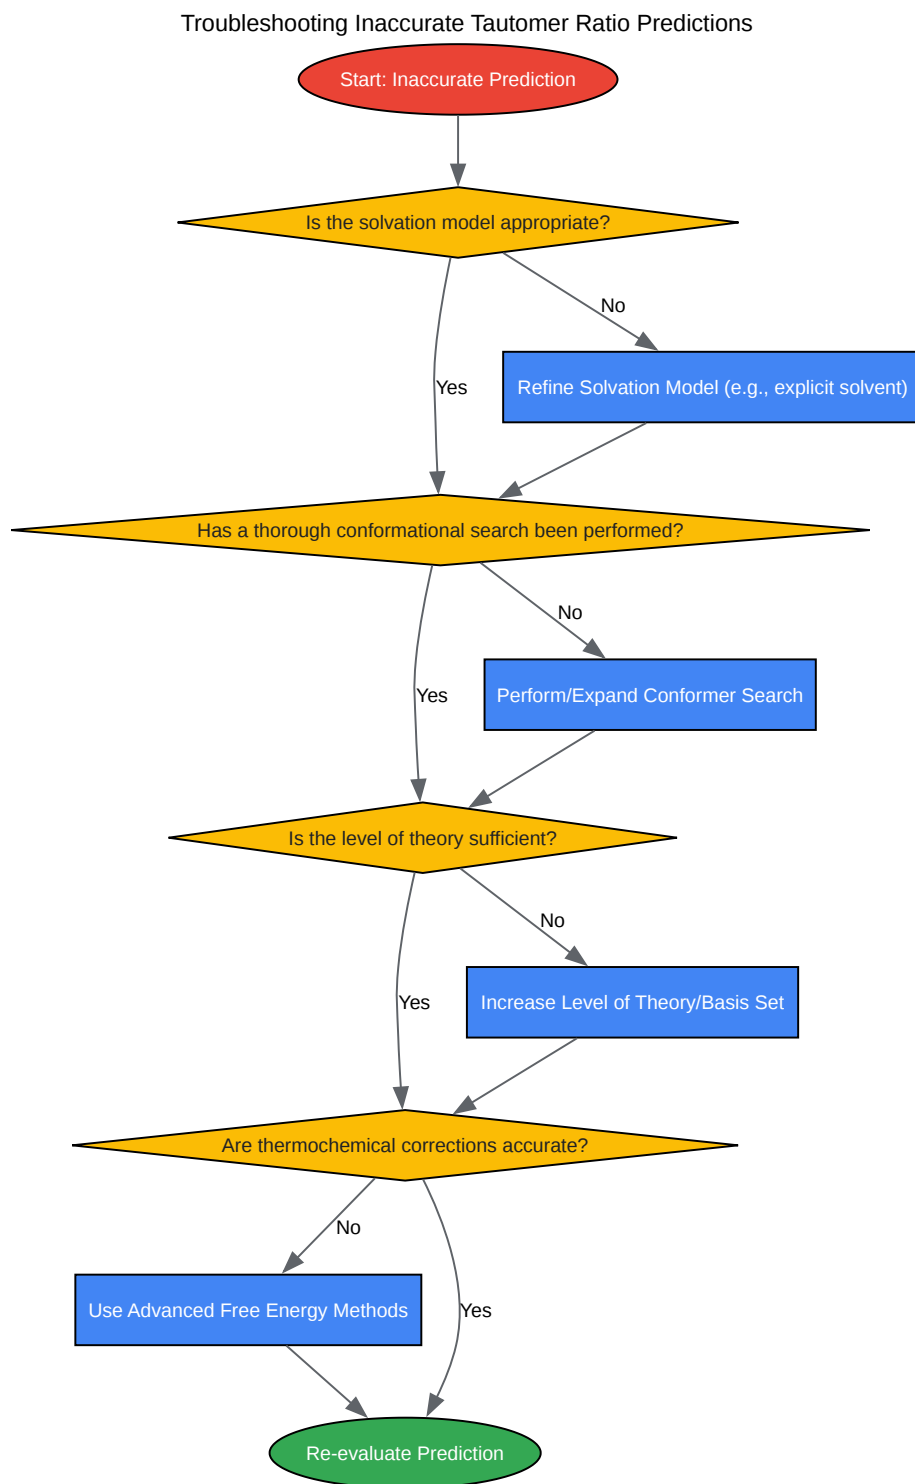 Troubleshooting Inaccurate Tautomer Ratio Predictions
Start: Inaccurate Prediction
Is the solvation model appropriate?
No
Yes
Refine Solvation Model (e.g., explicit solvent)
Has a thorough conformational search been performed?
No
Yes
Perform/Expand Conformer Search
Is the level of theory sufficient?
No
Yes
Increase Level of Theory/Basis Set
Are thermochemical corrections accurate?
No
Use Advanced Free Energy Methods
Yes
Re-evaluate Prediction